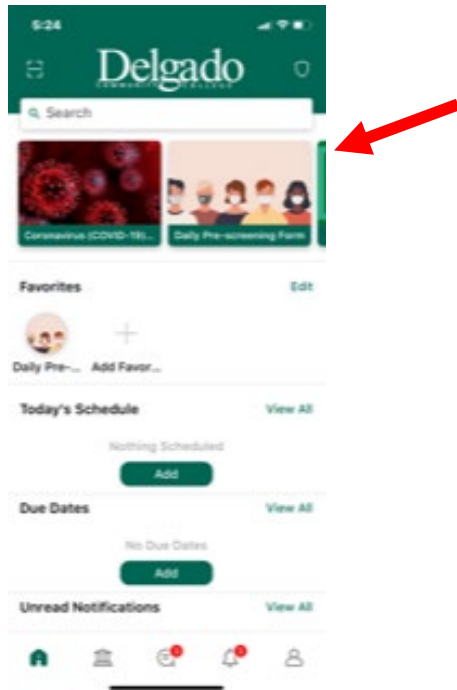 5:24
Delgado
COMMUNITY COLLEGE
Search
Coronavirus (COVID-19)... Daily Pre-screening Form
Favorites Edit
Daily Pre-... Add Favor...
Today's Schedule View All
Nothing Scheduled
Add
Due Dates View All
No Due Dates
Add
Unread Notifications View All